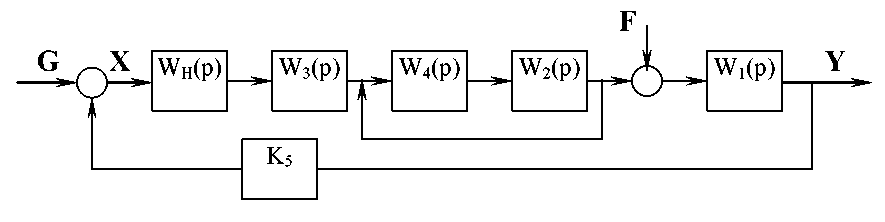 F
G X W_H(p) W_3(p) W_4(p) W_2(p) W_1(p) Y
K_5